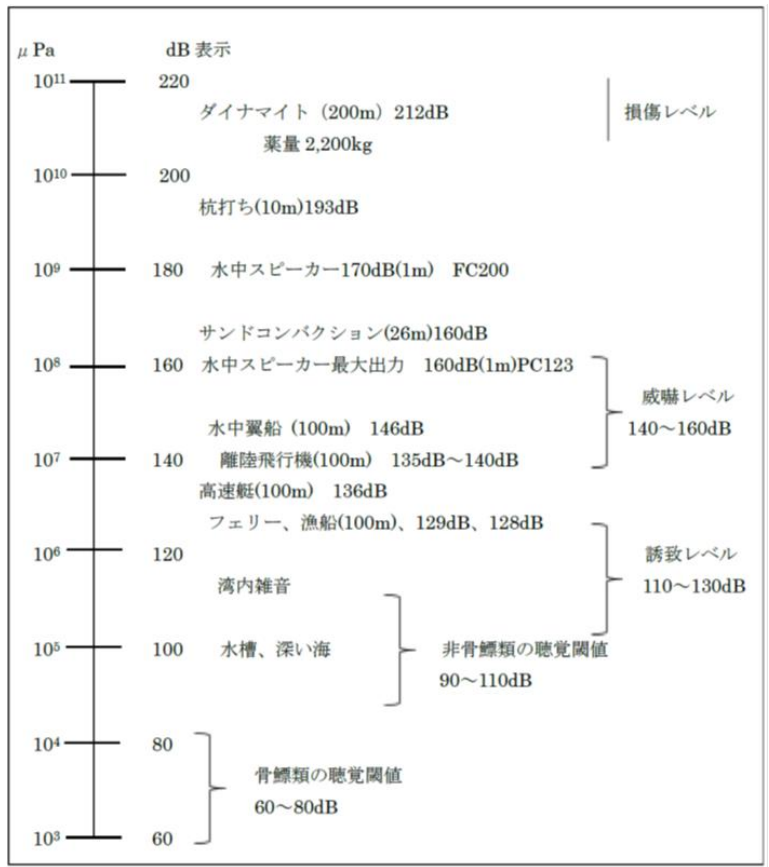 μPa dB 表示
10¹¹ 220
ダイナマイト（200m）212dB 損傷レベル
薬量 2,200kg
10¹⁰ 200
杭打ち(10m)193dB
10⁹ 180 水中スピーカー170dB(1m) FC200
サンドコンバクション(26m)160dB
10⁸ 160 水中スピーカー最大出力 160dB(1m)PC123
威嚇レベル
水中翼船 (100m) 146dB 140～160dB
10⁷ 140 離陸飛行機(100m) 135dB～140dB
高速艇(100m) 136dB
フェリー、漁船(100m)、129dB、128dB
10⁶ 120 誘致レベル
湾内雑音 110～130dB
10⁵ 100 水槽、深い海 非骨鰾類の聴覚閾値
90～110dB
10⁴ 80
骨鰾類の聴覚閾値
60～80dB
10³ 60